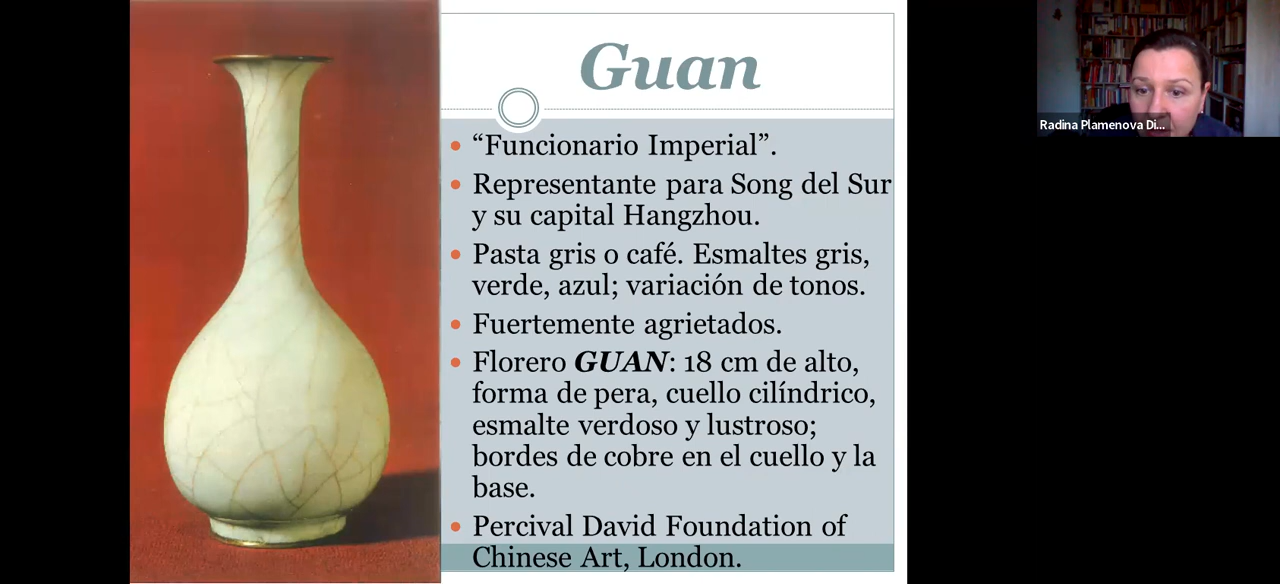 Guan
“Funcionario Imperial”.
Representante para Song del Sur
y su capital Hangzhou.
Pasta gris o café. Esmaltes gris,
verde, azul; variación de tonos.
Fuertemente agrietados.
Florero GUAN: 18 cm de alto,
forma de pera, cuello cilíndrico,
esmalte verdoso y lustroso;
bordes de cobre en el cuello y la
base.
Percival David Foundation of
Chinese Art, London.
Radina Plamenova Di...